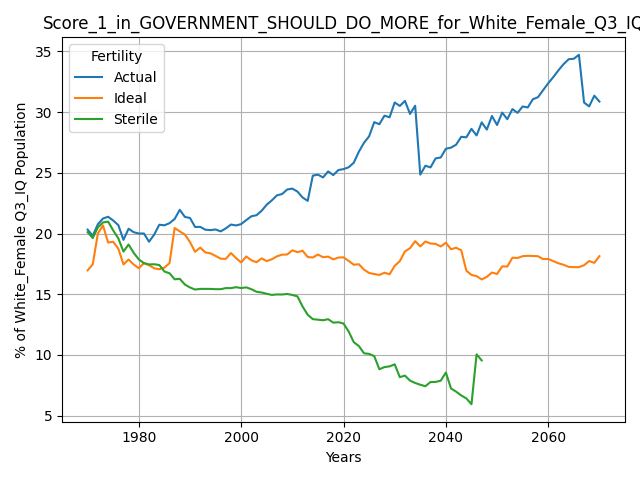 Score_1_in_GOVERNMENT_SHOULD_DO_MORE_for_White_Female_Q3_IQ
Fertility
Actual
Ideal
Sterile
% of White_Female Q3_IQ Population
35
30
25
20
15
10
5
1980 2000 2020 2040 2060
Years